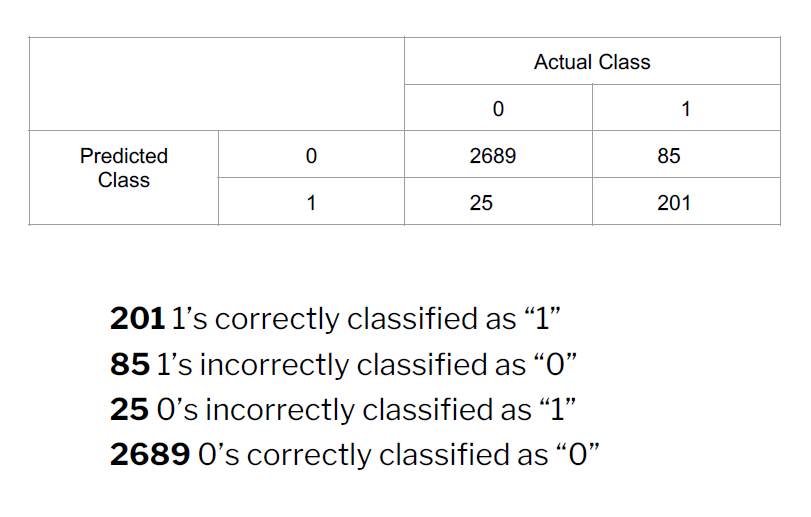 Actual Class
0 1
Predicted
Class
0 2689 85
1 25 201
201 1’s correctly classified as “1”
85 1’s incorrectly classified as “0”
25 0’s incorrectly classified as “1”
2689 0’s correctly classified as “0”